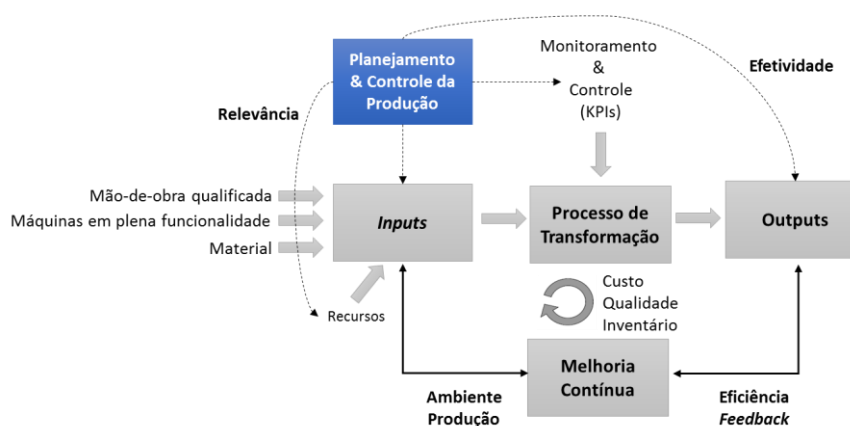 Planejamento
& Controle da
Produção
Monitoramento
&
Controle
(KPIs)
Efetividade
Relevância
Mão-de-obra qualificada
Máquinas em plena funcionalidade
Material
Recursos
Inputs
Processo de
Transformação
Outputs
Custo
Qualidade
Inventário
Melhoria
Contínua
Ambiente
Produção
Eficiência
Feedback